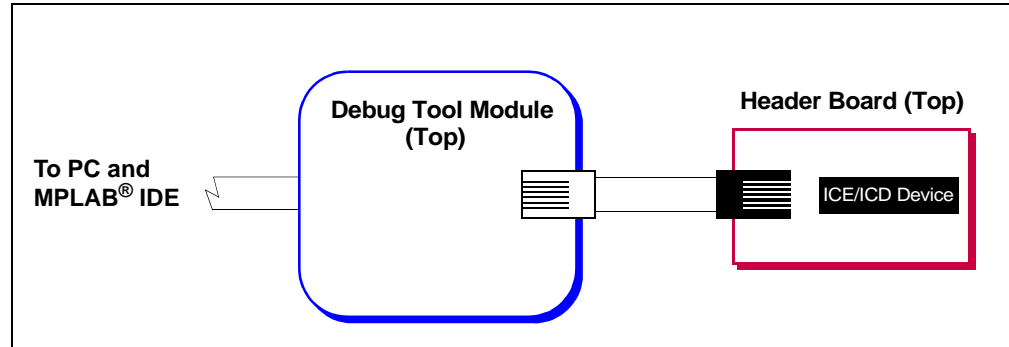 To PC and
MPLAB® IDE
Debug Tool Module
(Top)
Header Board (Top)
ICE/ICD Device